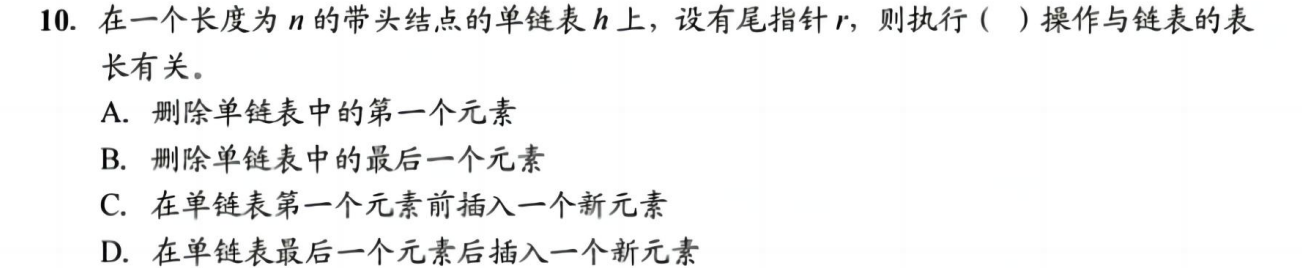 10. 在一个长度为 n 的带头结点的单链表 h 上，设有尾指针 r，则执行（ ）操作与链表的表
长有关。
A. 删除单链表中的第一个元素
B. 删除单链表中的最后一个元素
C. 在单链表第一个元素前插入一个新元素
D. 在单链表最后一个元素后插入一个新元素